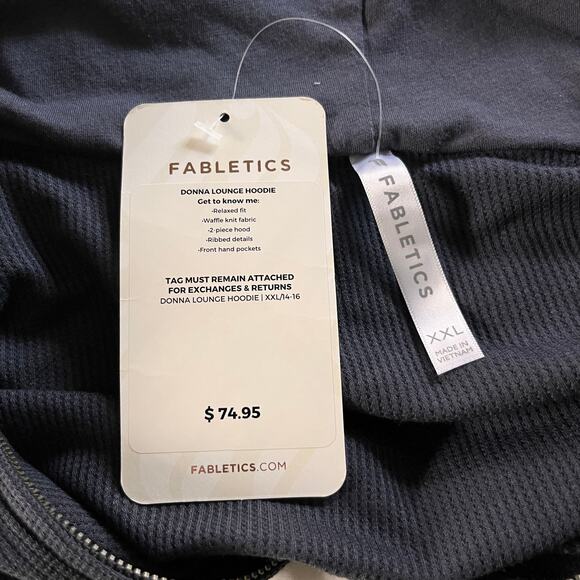 FABLETICS
DONNA LOUNGE HOODIE
Get to know me:
-Relaxed fit
-Waffle knit fabric
-2-piece hood
-Ribbed details
-Front hand pockets
TAG MUST REMAIN ATTACHED
FOR EXCHANGES & RETURNS
DONNA LOUNGE HOODIE | XXL/14-16
$ 74.95
FABLETICS.COM
FABLETICS
XXL
MADE IN
VIETNAM